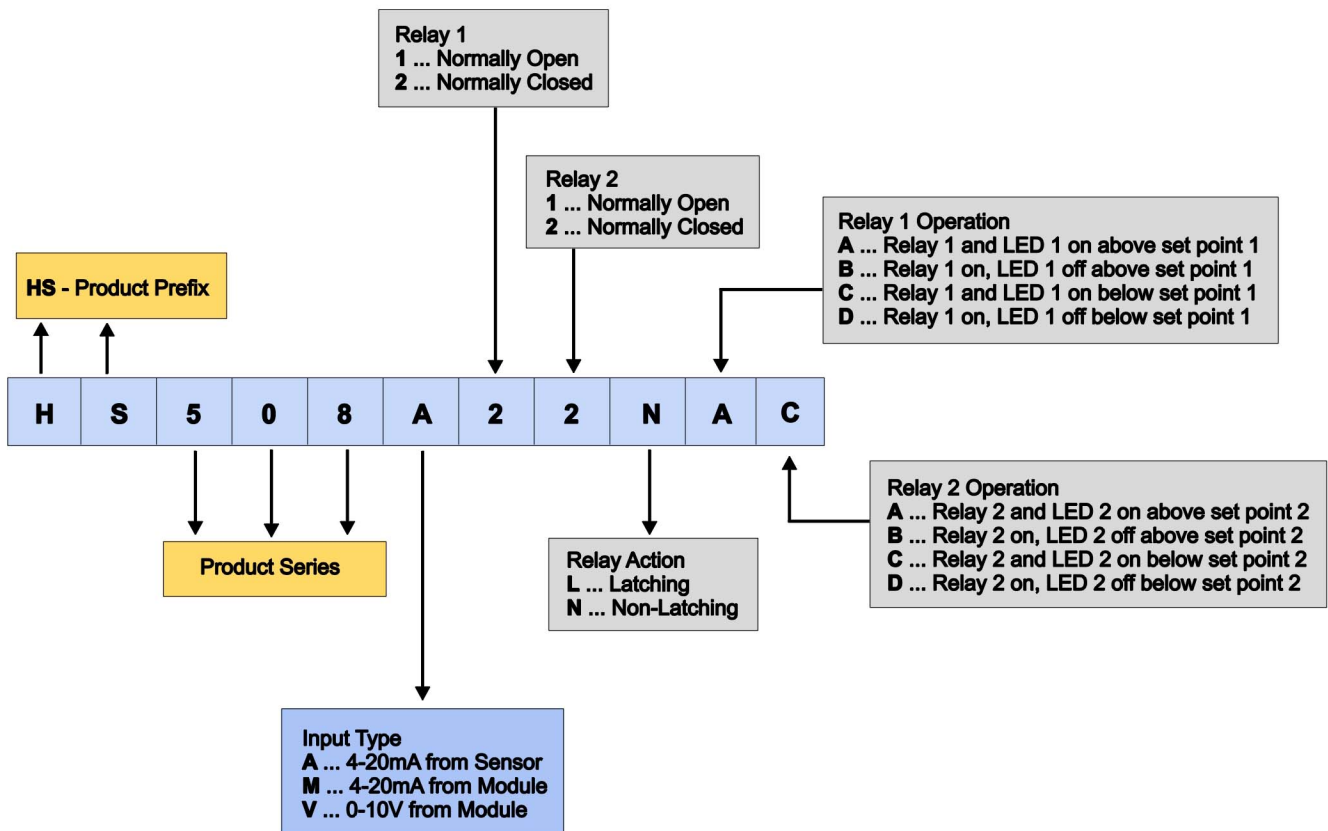 Relay 1
1 ... Normally Open
2 ... Normally Closed
Relay 2
1 ... Normally Open
2 ... Normally Closed
Relay 1 Operation
A ... Relay 1 and LED 1 on above set point 1
B ... Relay 1 on, LED 1 off above set point 1
C ... Relay 1 and LED 1 on below set point 1
D ... Relay 1 on, LED 1 off below set point 1
HS - Product Prefix
H S 5 0 8 A 2 2 N A C
Product Series
Relay Action
L ... Latching
N ... Non-Latching
Relay 2 Operation
A ... Relay 2 and LED 2 on above set point 2
B ... Relay 2 on, LED 2 off above set point 2
C ... Relay 2 and LED 2 on below set point 2
D ... Relay 2 on, LED 2 off below set point 2
Input Type
A ... 4-20mA from Sensor
M ... 4-20mA from Module
V ... 0-10V from Module